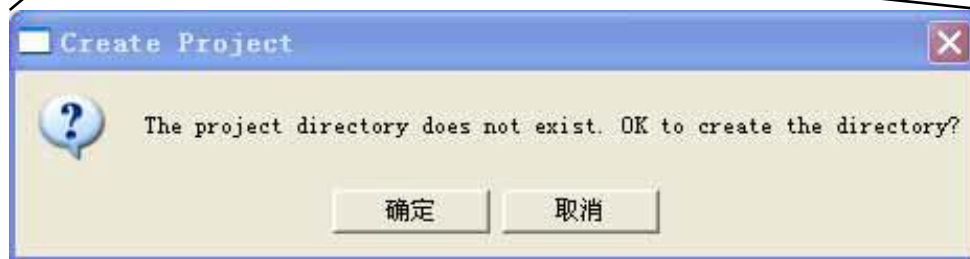 Create Project
The project directory does not exist. OK to create the directory?
确定 取消